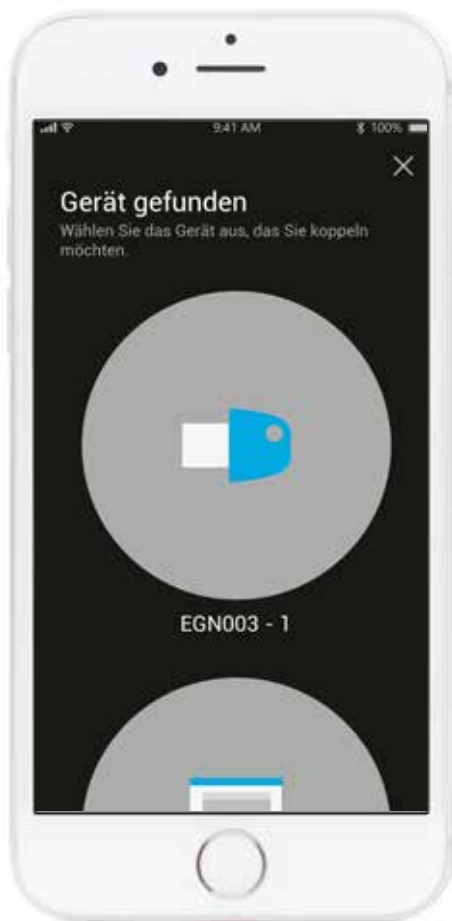 9:41 AM
100%
Gerät gefunden
Wählen Sie das Gerät aus, das Sie koppeln
möchten.
EGN003 - 1